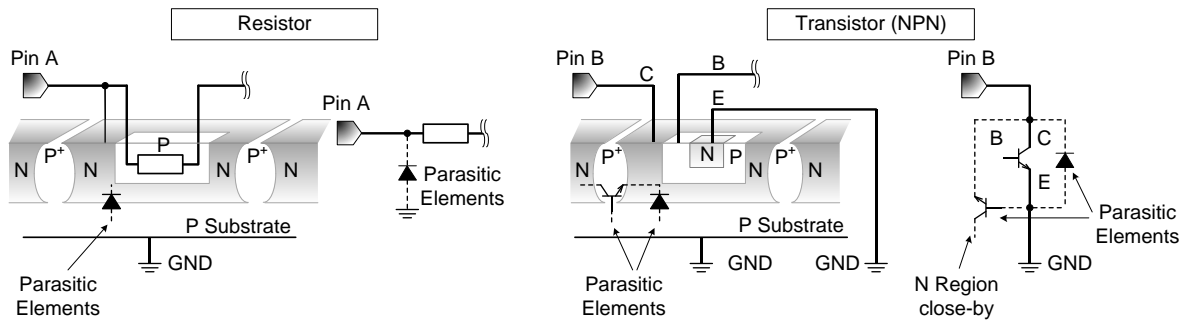 Resistor
Transistor (NPN)
Pin A
Pin B
Pin B
C
B
E
Pin A
B
C
E
N
P+
N
P
P+
N
N
N
P+
N
N
P
P+
N
N
Parasitic
Elements
P Substrate
P Substrate
Parasitic
Elements
GND
GND
GND
GND
Parasitic
Elements
Parasitic
Elements
N Region
close-by